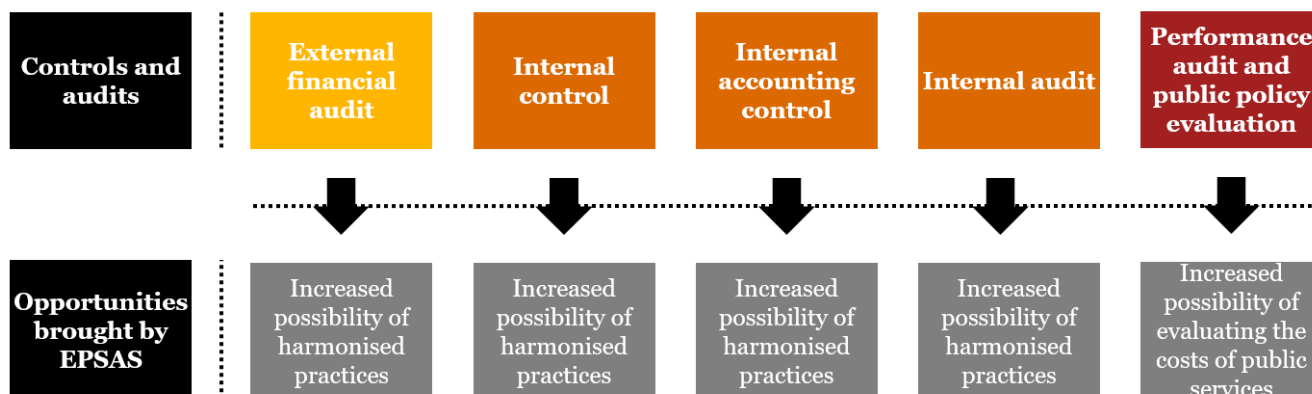 Controls and
audits
External
financial
audit
Internal
control
Internal
accounting
control
Internal audit
Performance
audit and
public policy
evaluation
Opportunities
brought by
EPSAS
Increased
possibility of
harmonised
practices
Increased
possibility of
harmonised
practices
Increased
possibility of
harmonised
practices
Increased
possibility of
harmonised
practices
Increased
possibility of
evaluating the
costs of public
services